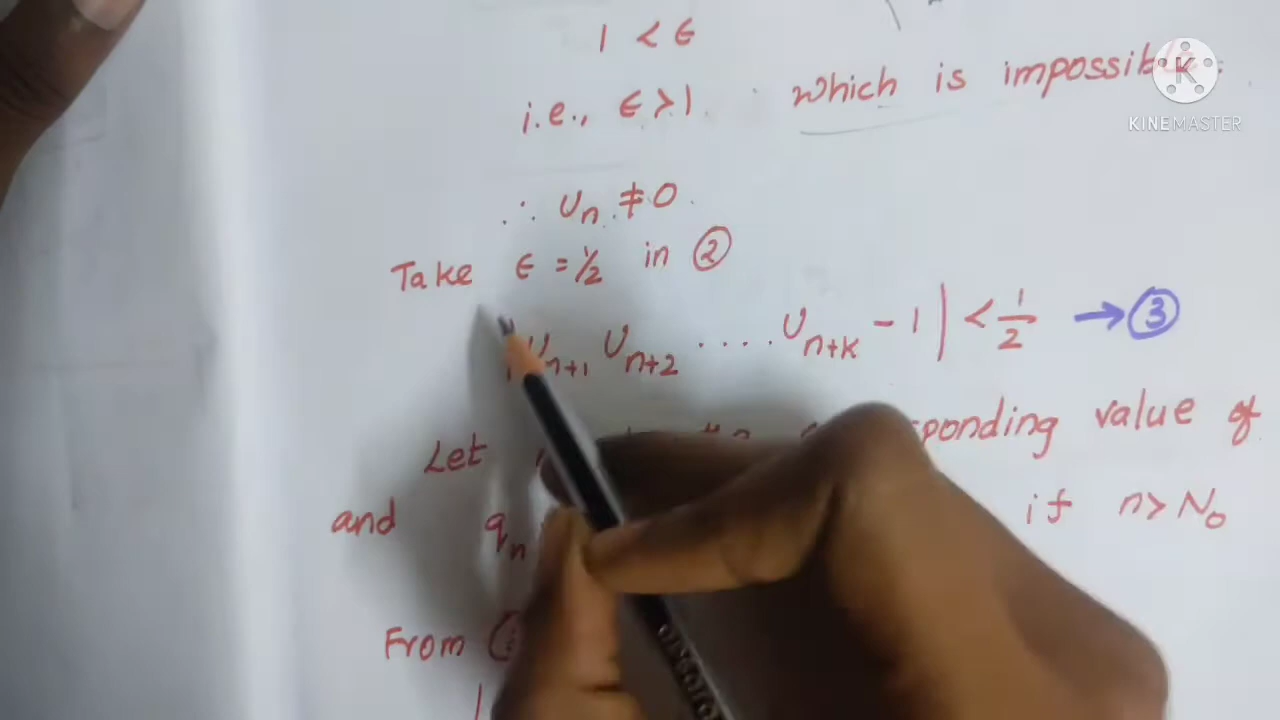 1 < ϵ
i.e., ϵ > 1. which is impossible.
∴ Un ≠ 0.
Take ϵ = 1/2 in ②
Un+1 Un+2 ..... Un+k - 1 | < 1/2 → ③
Let value of
and qn if n > N₀
From
K
KINEMASTER